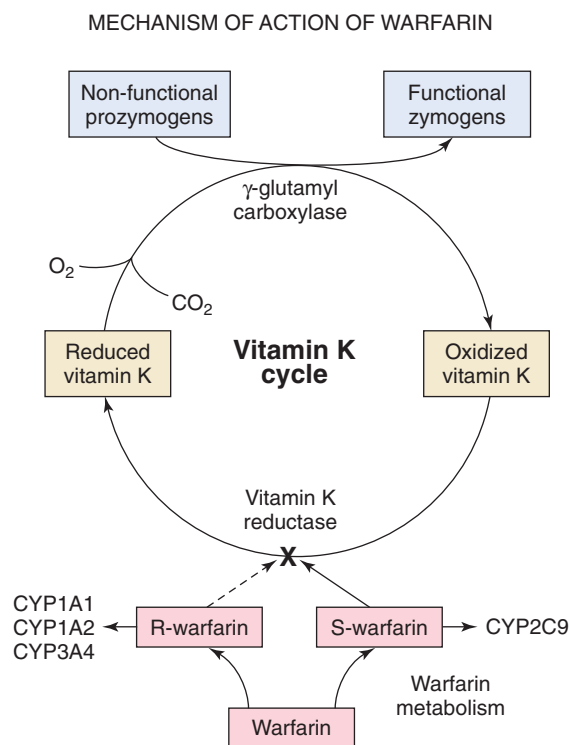 MECHANISM OF ACTION OF WARFARIN
Non-functional
prozymogens
Functional
zymogens
γ-glutamyl
carboxylase
O₂
CO₂
Reduced
vitamin K
Vitamin K
cycle
Oxidized
vitamin K
Vitamin K
reductase
X
CYP1A1
CYP1A2
CYP3A4
R-warfarin
S-warfarin
CYP2C9
Warfarin
Warfarin
metabolism